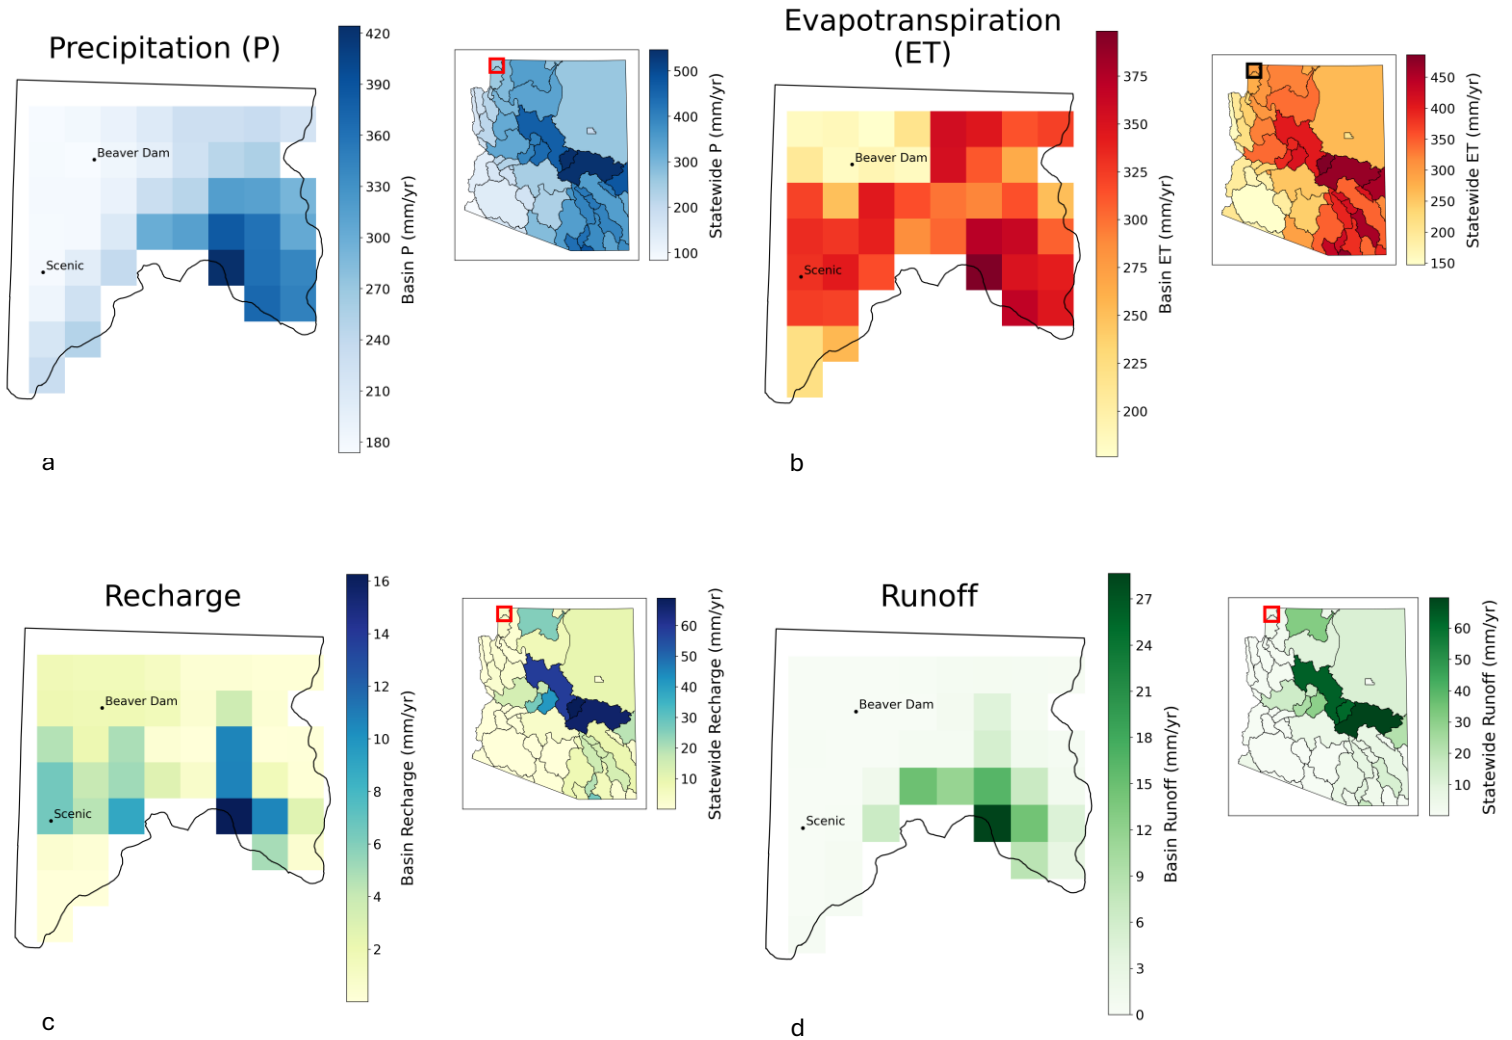 Precipitation (P)
420
390
360
330
300
270
240
210
180
Basin P (mm/yr)
Beaver Dam
Scenic
500
400
300
200
100
Statewide P (mm/yr)
a
Evapotranspiration
(ET)
375
350
325
300
275
250
225
200
Basin ET (mm/yr)
Beaver Dam
Scenic
450
400
350
300
250
200
150
Statewide ET (mm/yr)
b
Recharge
16
14
12
10
8
6
4
2
Basin Recharge (mm/yr)
Beaver Dam
Scenic
60
50
40
30
20
10
Statewide Recharge (mm/yr)
c
Runoff
27
24
21
18
15
12
9
6
3
0
Basin Runoff (mm/yr)
Beaver Dam
Scenic
60
50
40
30
20
10
Statewide Runoff (mm/yr)
d